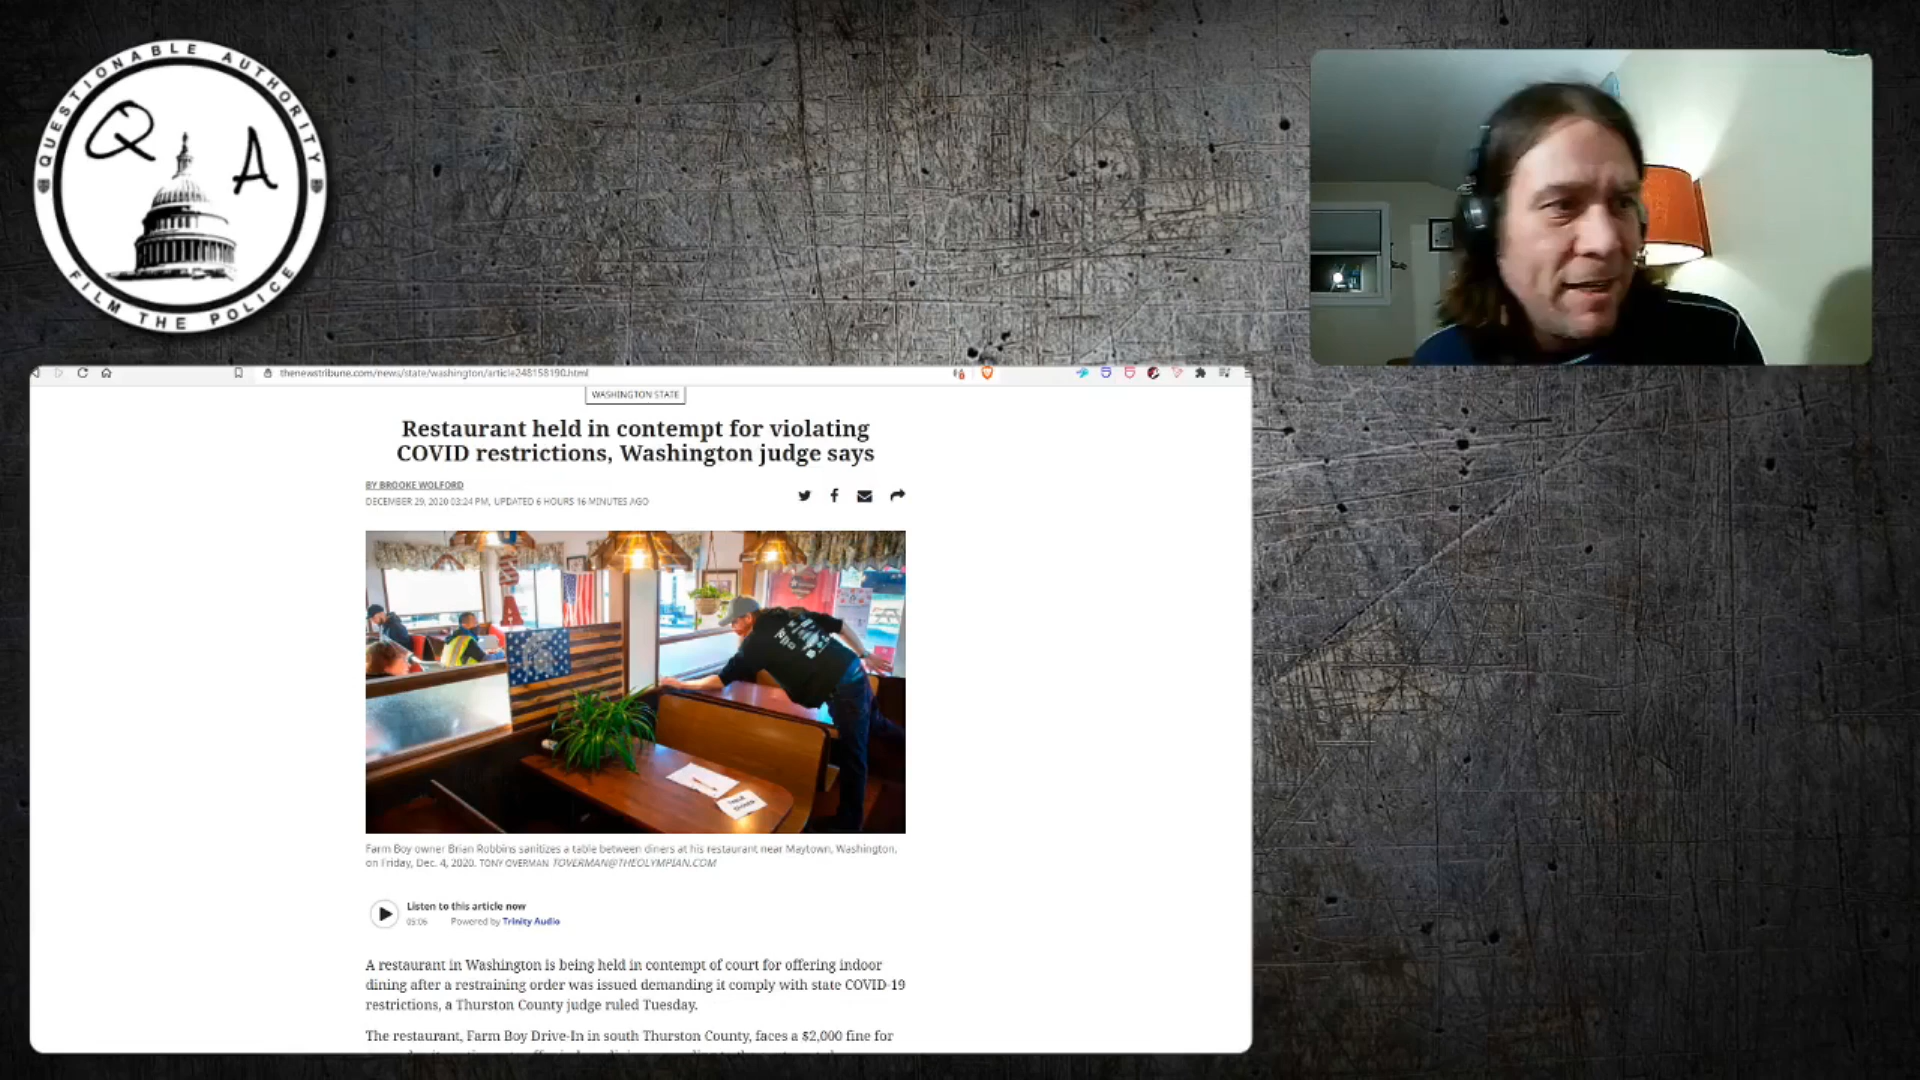 QUESTIONABLE AUTHORITY
Q A
FILM THE POLICE
thenewstribune.com/news/state/washington/article248158190.html
WASHINGTON STATE
Restaurant held in contempt for violating
COVID restrictions, Washington judge says
BY BROOKE WOLFORD
DECEMBER 29, 2020 03:24 PM, UPDATED 6 HOURS 16 MINUTES AGO
Farm Boy owner Brian Robbins sanitizes a table between diners at his restaurant near Maytown, Washington,
on Friday, Dec. 4, 2020. TONY OVERMAN TOVERMAN@THEOLYMPIAN.COM
Listen to this article now
05:06 Powered by Trinity Audio
A restaurant in Washington is being held in contempt of court for offering indoor
dining after a restraining order was issued demanding it comply with state COVID-19
restrictions, a Thurston County judge ruled Tuesday.
The restaurant, Farm Boy Drive-In in south Thurston County, faces a $2,000 fine for